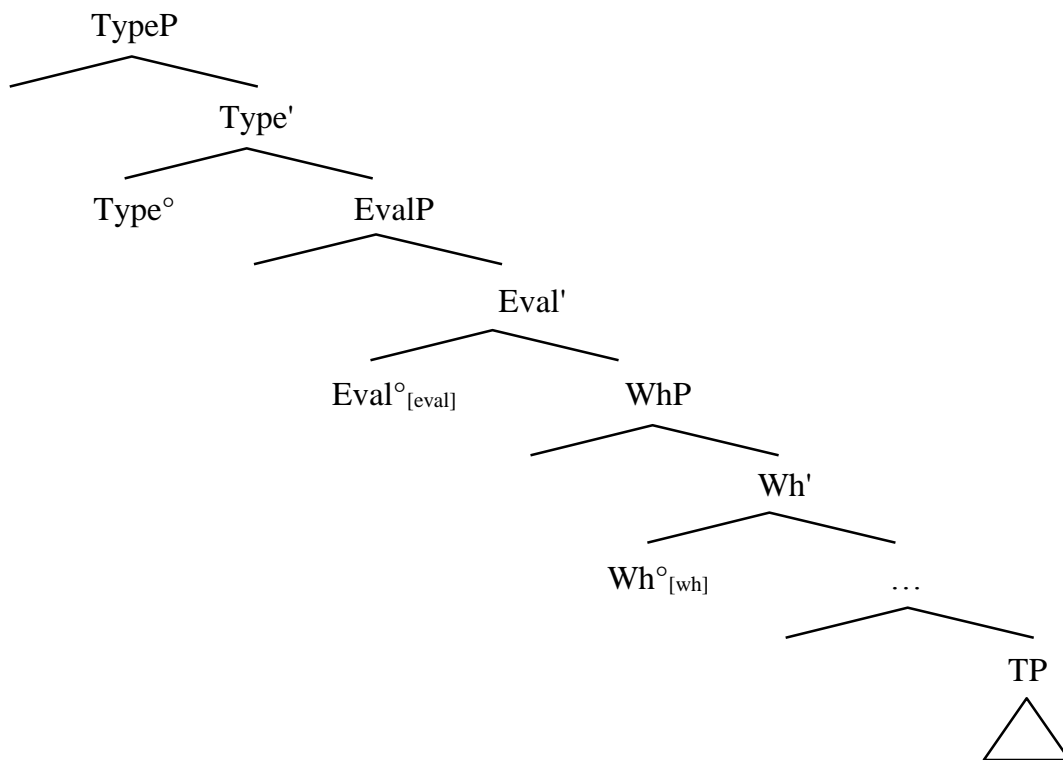 TypeP
Type'
Type° EvalP
Eval'
Eval°[eval] WhP
Wh'
Wh°[wh] …
TP